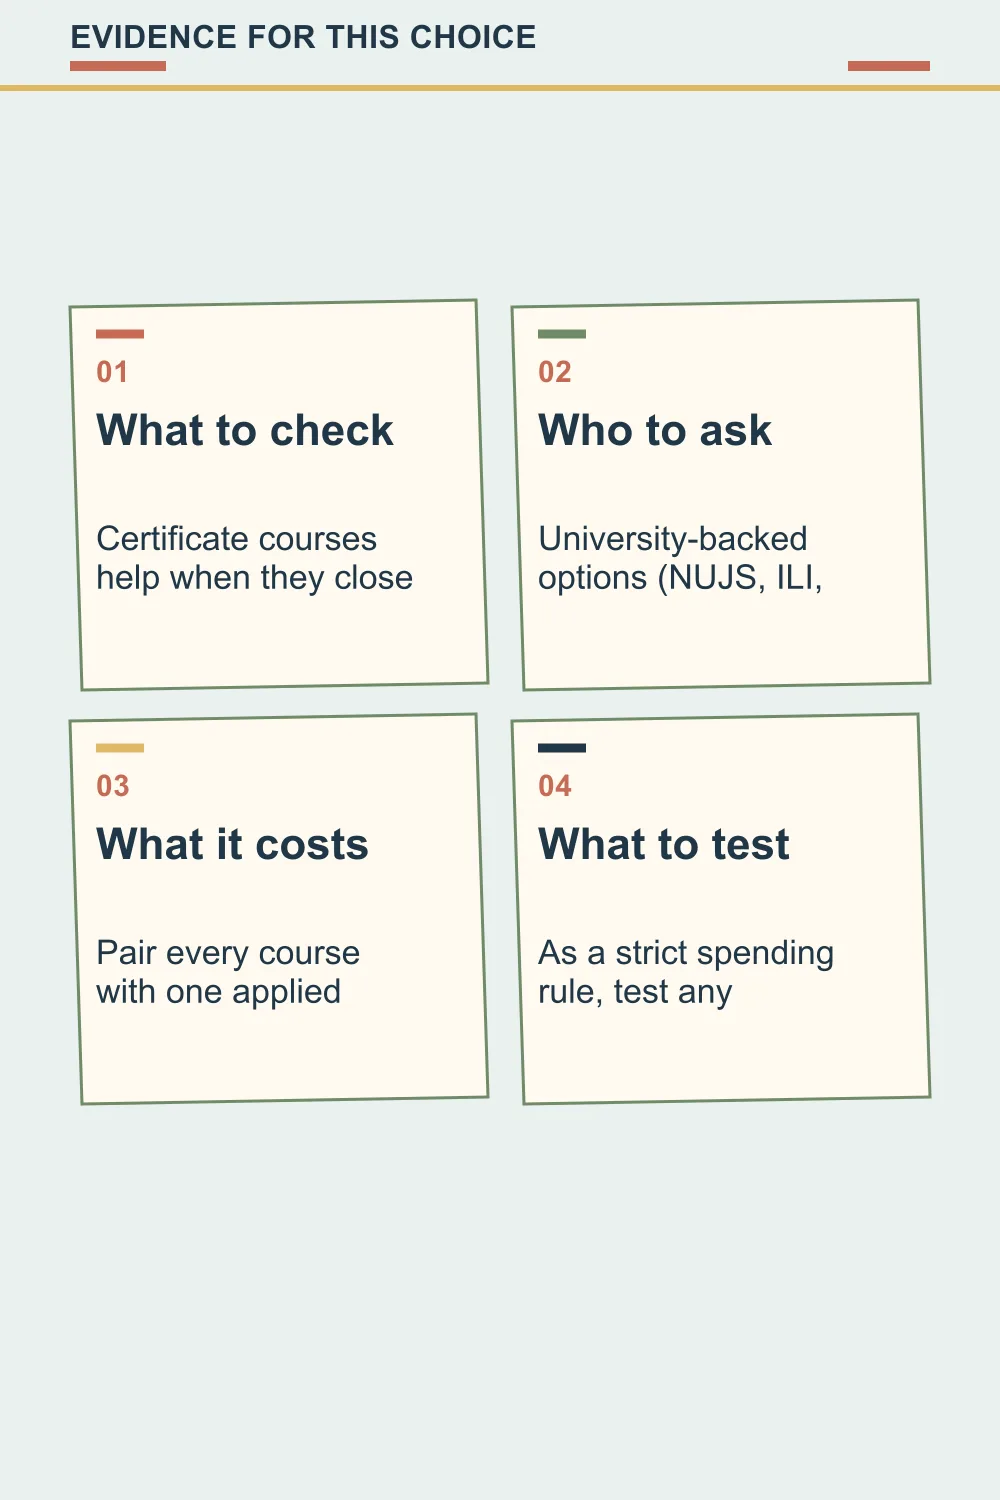 EVIDENCE FOR THIS CHOICE
01
What to check
Certificate courses
help when they close
02
Who to ask
University-backed
options (NUJS, ILI,
03
What it costs
Pair every course
with one applied
04
What to test
As a strict spending
rule, test any